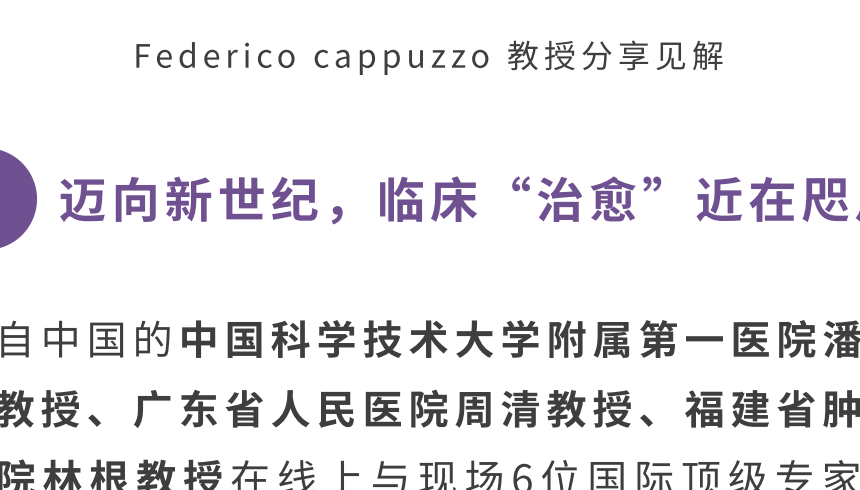 Federico cappuzzo 教授分享见解
迈向新世纪，临床“治愈”近在咫
自中国的中国科学技术大学附属第一医院潘
教授、广东省人民医院周清教授、福建省肿
院林根教授在线上与现场6位国际顶级专家